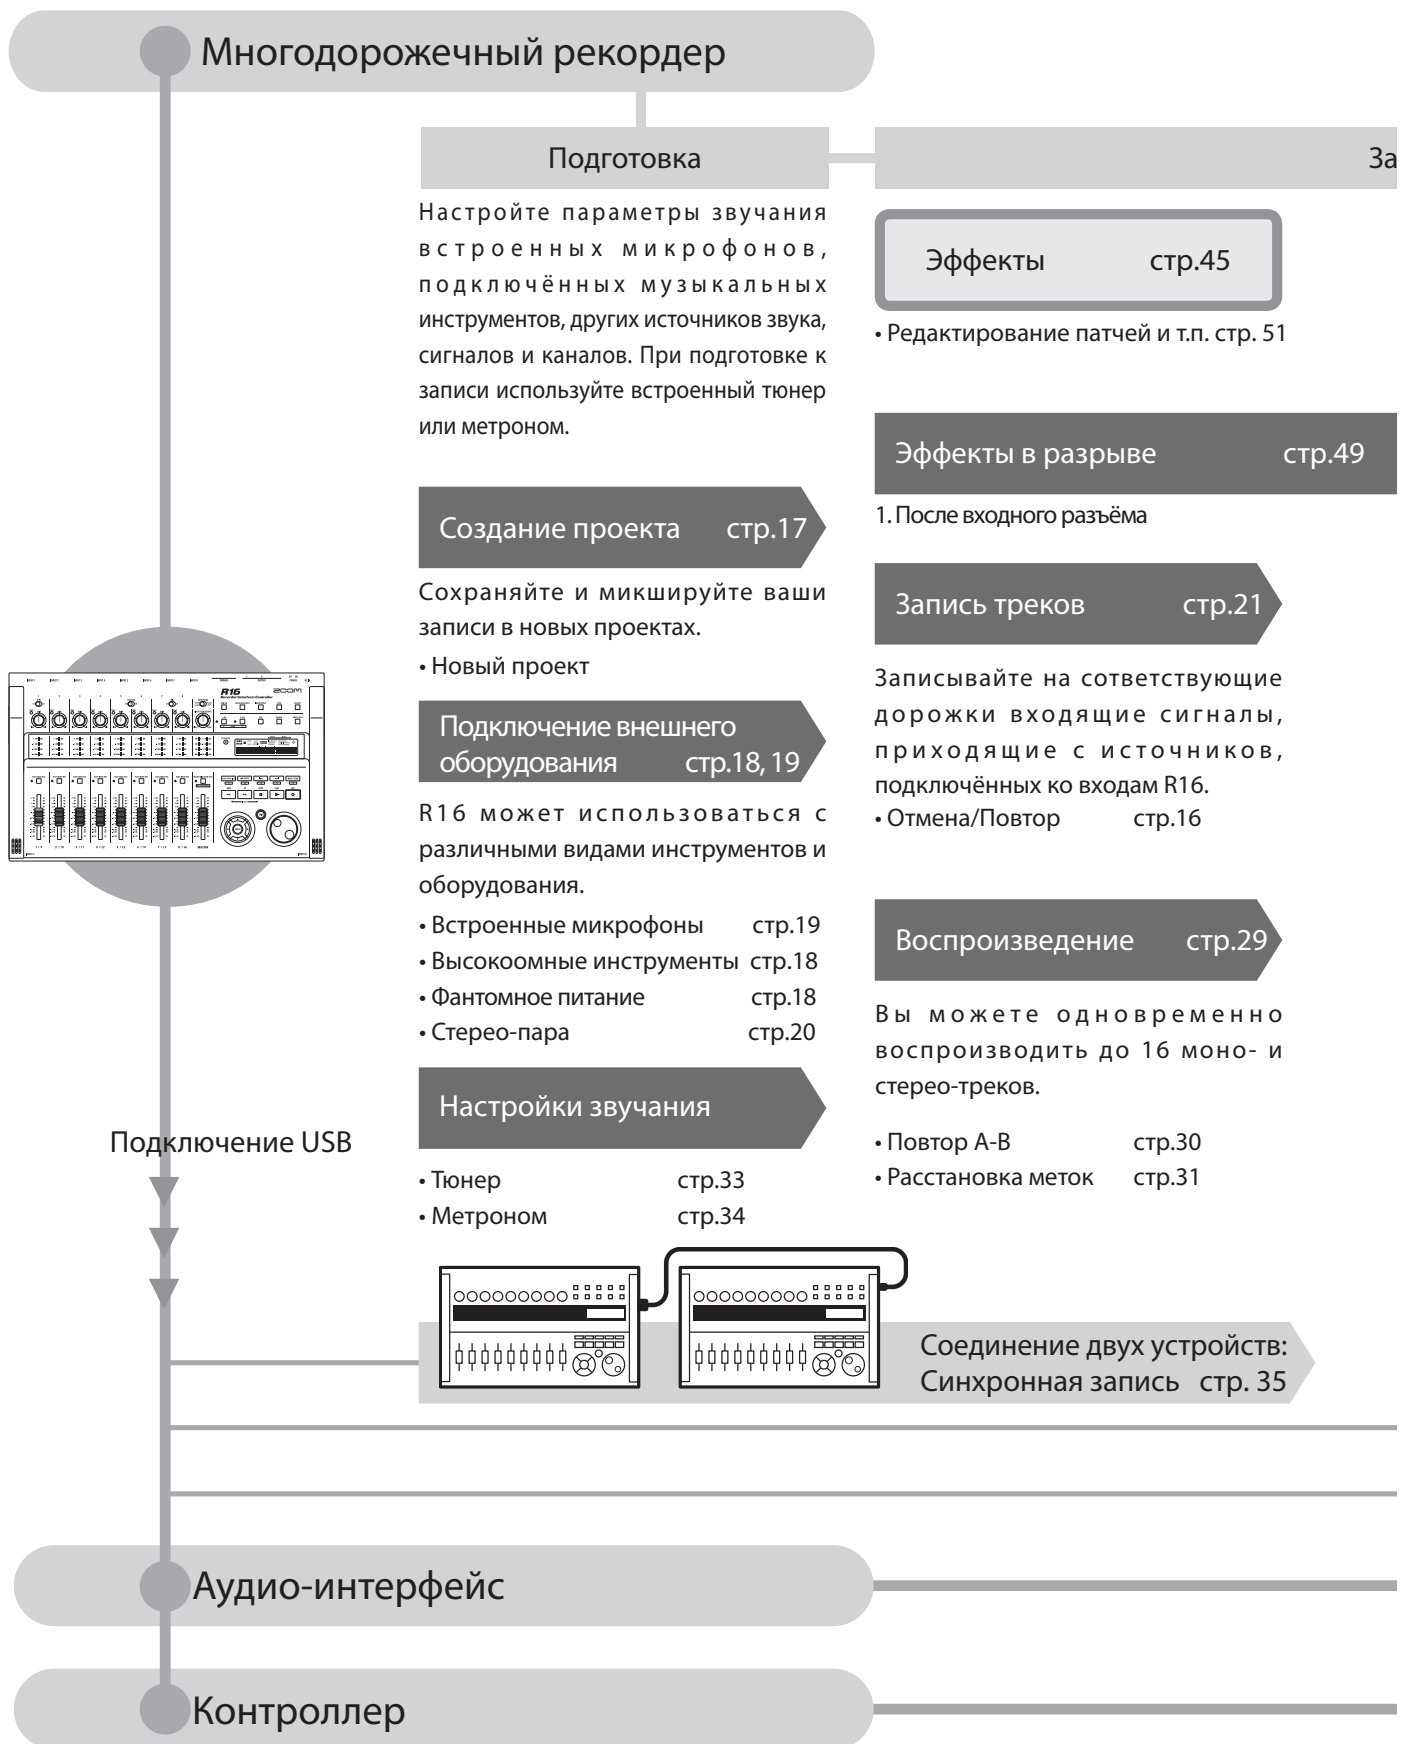 Многодорожечный рекордер
Подготовка
За
Настройте параметры звучания
встроенных микрофонов,
подключённых музыкальных
инструментов, других источников звука,
сигналов и каналов. При подготовке к
записи используйте встроенный тюнер
или метроном.
Создание проекта стр.17
Сохраняйте и микшируйте ваши
записи в новых проектах.
• Новый проект
Подключение внешнего
оборудования стр.18, 19
R16 может использоваться с
различными видами инструментов и
оборудования.
• Встроенные микрофоны стр.19
• Высокоомные инструменты стр.18
• Фантомное питание стр.18
• Стерео-пара стр.20
Настройки звучания
• Тюнер стр.33
• Метроном стр.34
Эффекты стр.45
• Редактирование патчей и т.п. стр. 51
Эффекты в разрыве стр.49
1. После входного разъёма
Запись треков стр.21
Записывайте на сответствующие
дорожки входящие сигналы,
приходящие с источников,
подключённых ко входам R16.
• Отмена/Повтор стр.16
Воспроизведение стр.29
Вы можете одновременно
воспроизводить до 16 моно- и
стерео-треков.
• Повтор А-В стр.30
• Расстановка меток стр.31
R16
ZOOM
Подключение USB
Соединение двух устройств:
Синхронная запись стр. 35
Аудио-интерфейс
Контроллер